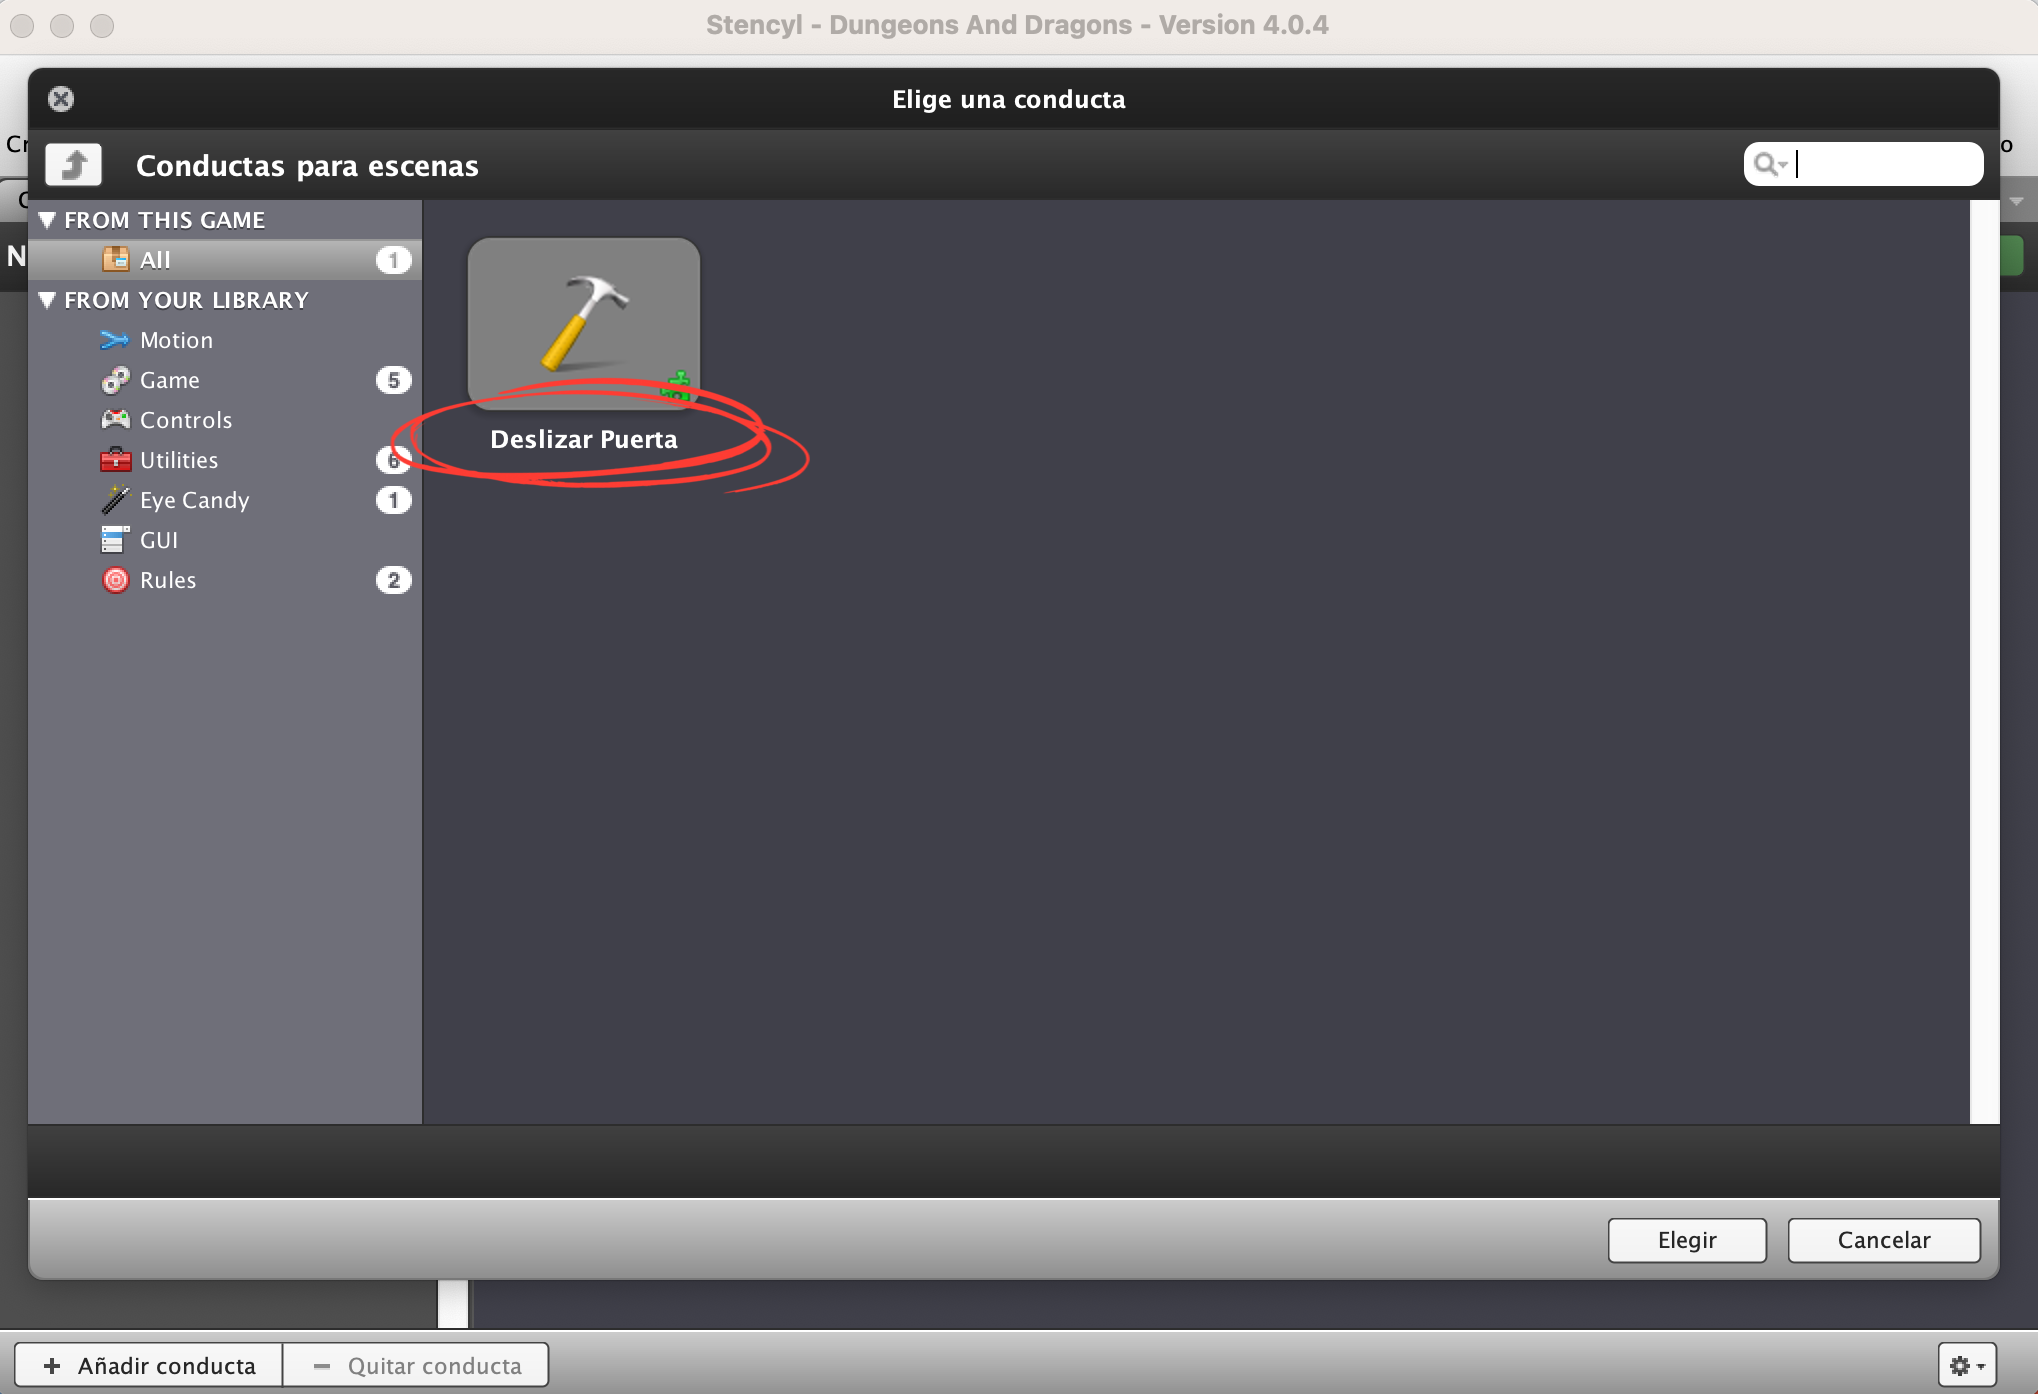 Stencyl - Dungeons And Dragons - Version 4.0.4
Elige una conducta
Conductas para escenas
FROM THIS GAME
All 1
FROM YOUR LIBRARY
Motion
Game 5
Controls
Utilities 6
Eye Candy 1
GUI
Rules 2
Deslizar Puerta
Elegir
Cancelar
+ Añadir conducta
− Quitar conducta